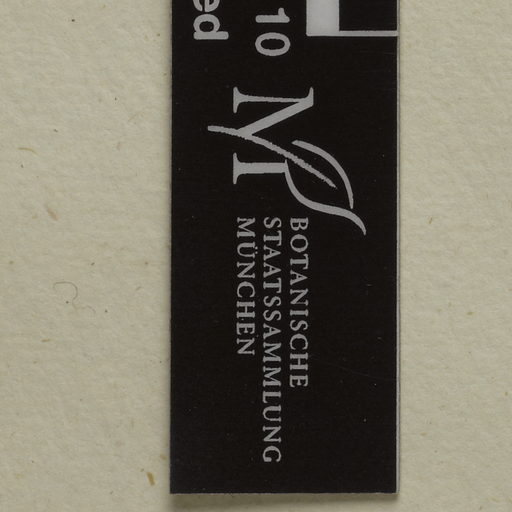 ed
10
M
BOTANISCHE
STAATSSAMMLUNG
MÜNCHEN